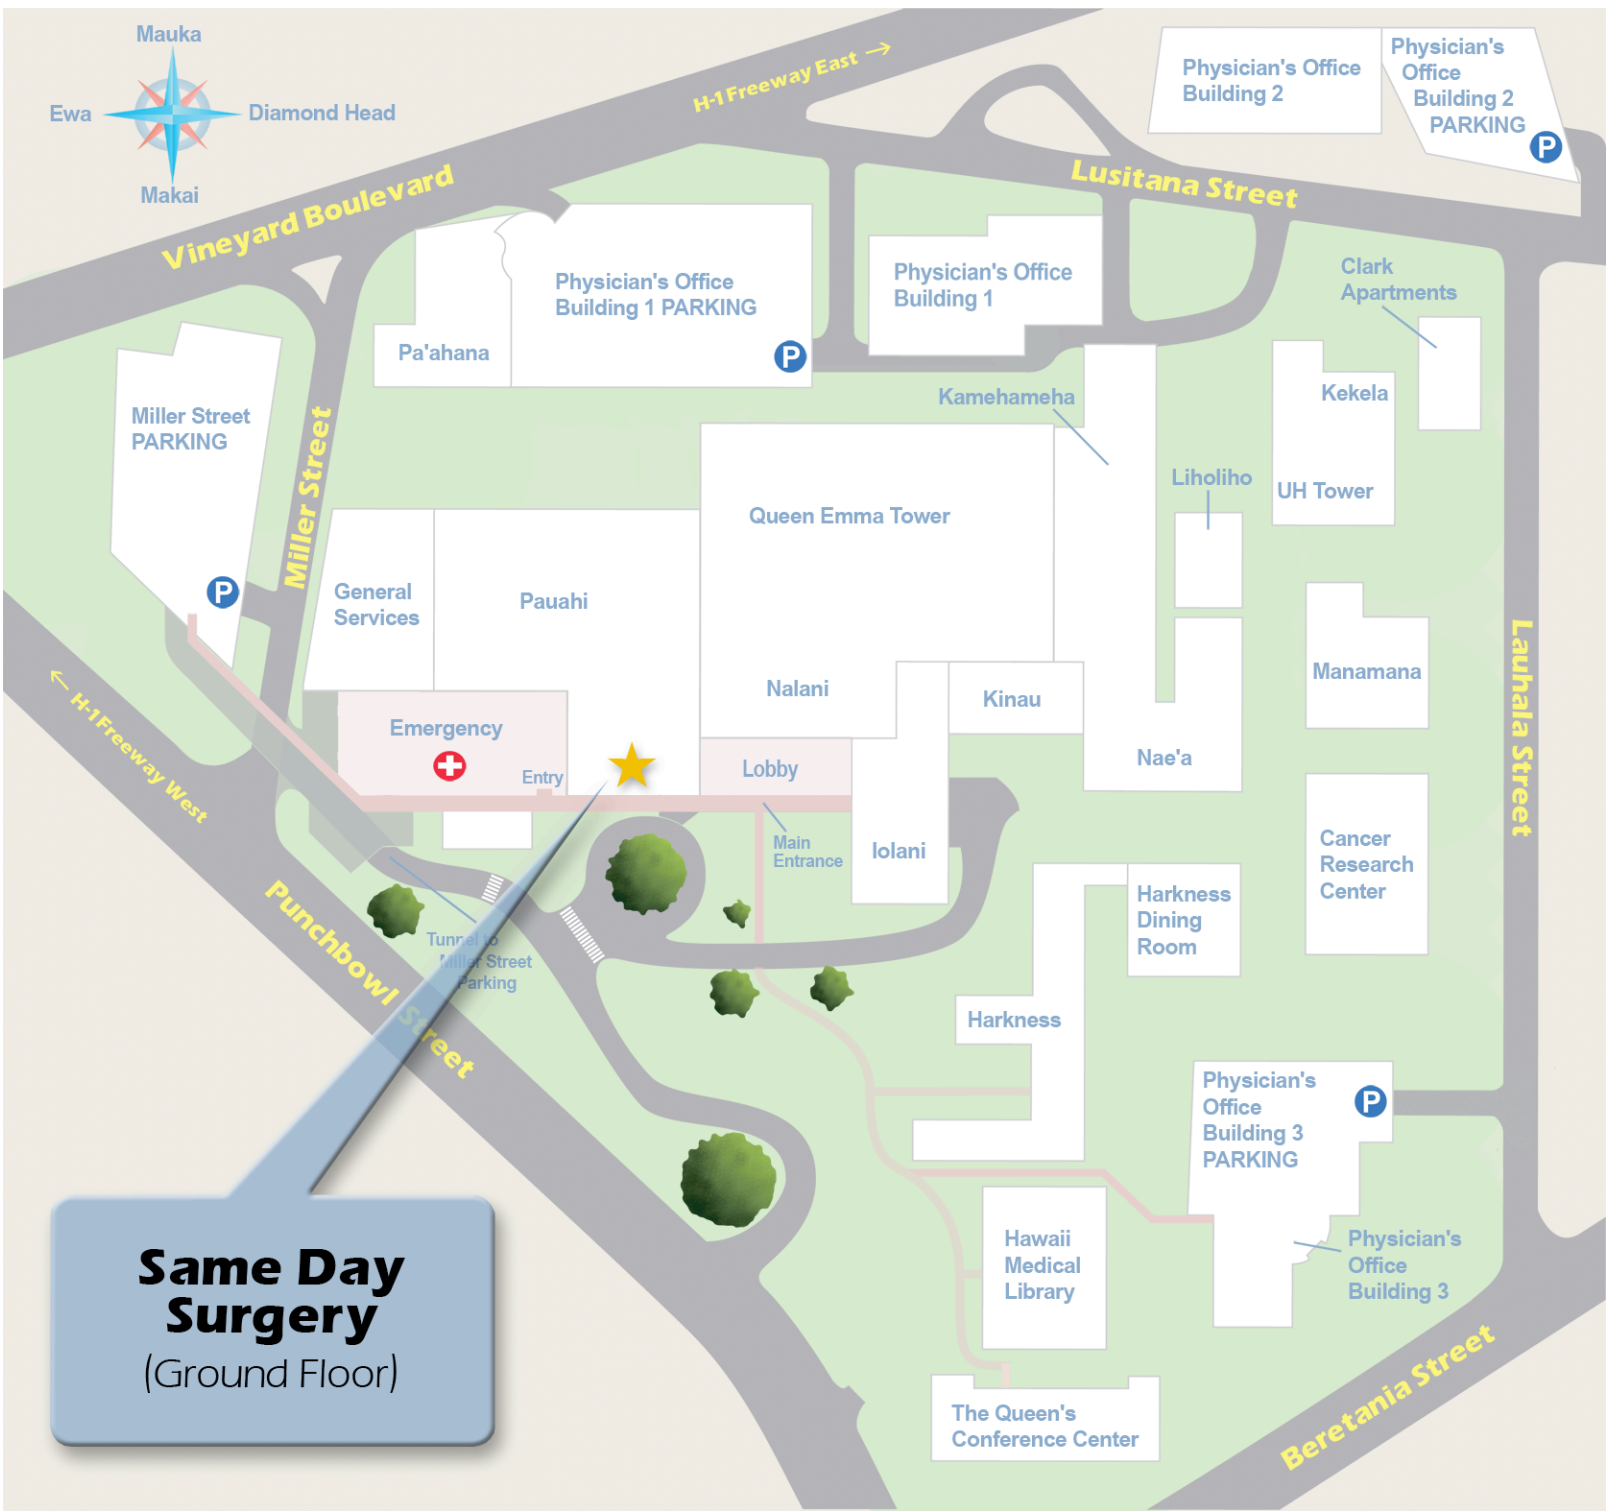 Mauka
Ewa
Diamond Head
Makai
H-1 Freeway East →
Vineyard Boulevard
Lusitana Street
Physician's Office
Building 2
Physician's
Office
Building 2
PARKING
P
Physician's Office
Building 1 PARKING
P
Pa'ahana
Physician's Office
Building 1
Clark
Apartments
Kamehameha
Kekela
UH Tower
Liholiho
Miller Street
PARKING
P
Miller Street
General
Services
Pauahi
Queen Emma Tower
Nalani
Kinau
Nae'a
Manamana
Lauhala Street
← H-1 Freeway West
Emergency
Entry
Lobby
Main
Entrance
Iolani
Cancer
Research
Center
Harkness
Dining
Room
Harkness
Tunnel to
Miller Street
Parking
Punchbowl Street
Physician's
Office
Building 3
PARKING
P
Physician's
Office
Building 3
Hawaii
Medical
Library
The Queen's
Conference Center
Beretania Street
Same Day
Surgery
(Ground Floor)